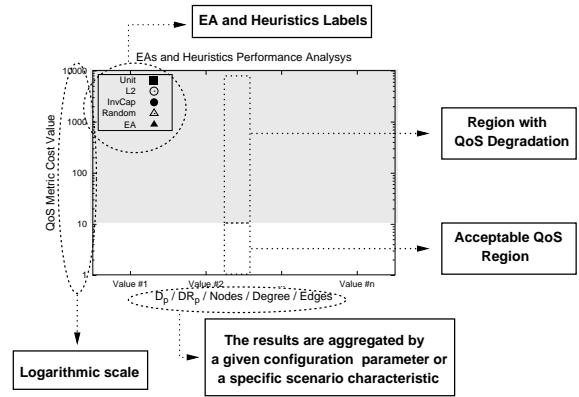 EA and Heuristics Labels
EAs and Heuristics Performance Analysys
QoS Metric Cost Value
10000
1000
100
10
1
Unit
L2
InvCap
Random
EA
Region with
QoS Degradation
Acceptable QoS
Region
Value #1
Value #2
..
Value #n
Dp / DRp / Nodes / Degree / Edges
Logarithmic scale
The results are aggregated by
a given configuration parameter or
a specific scenario characteristic